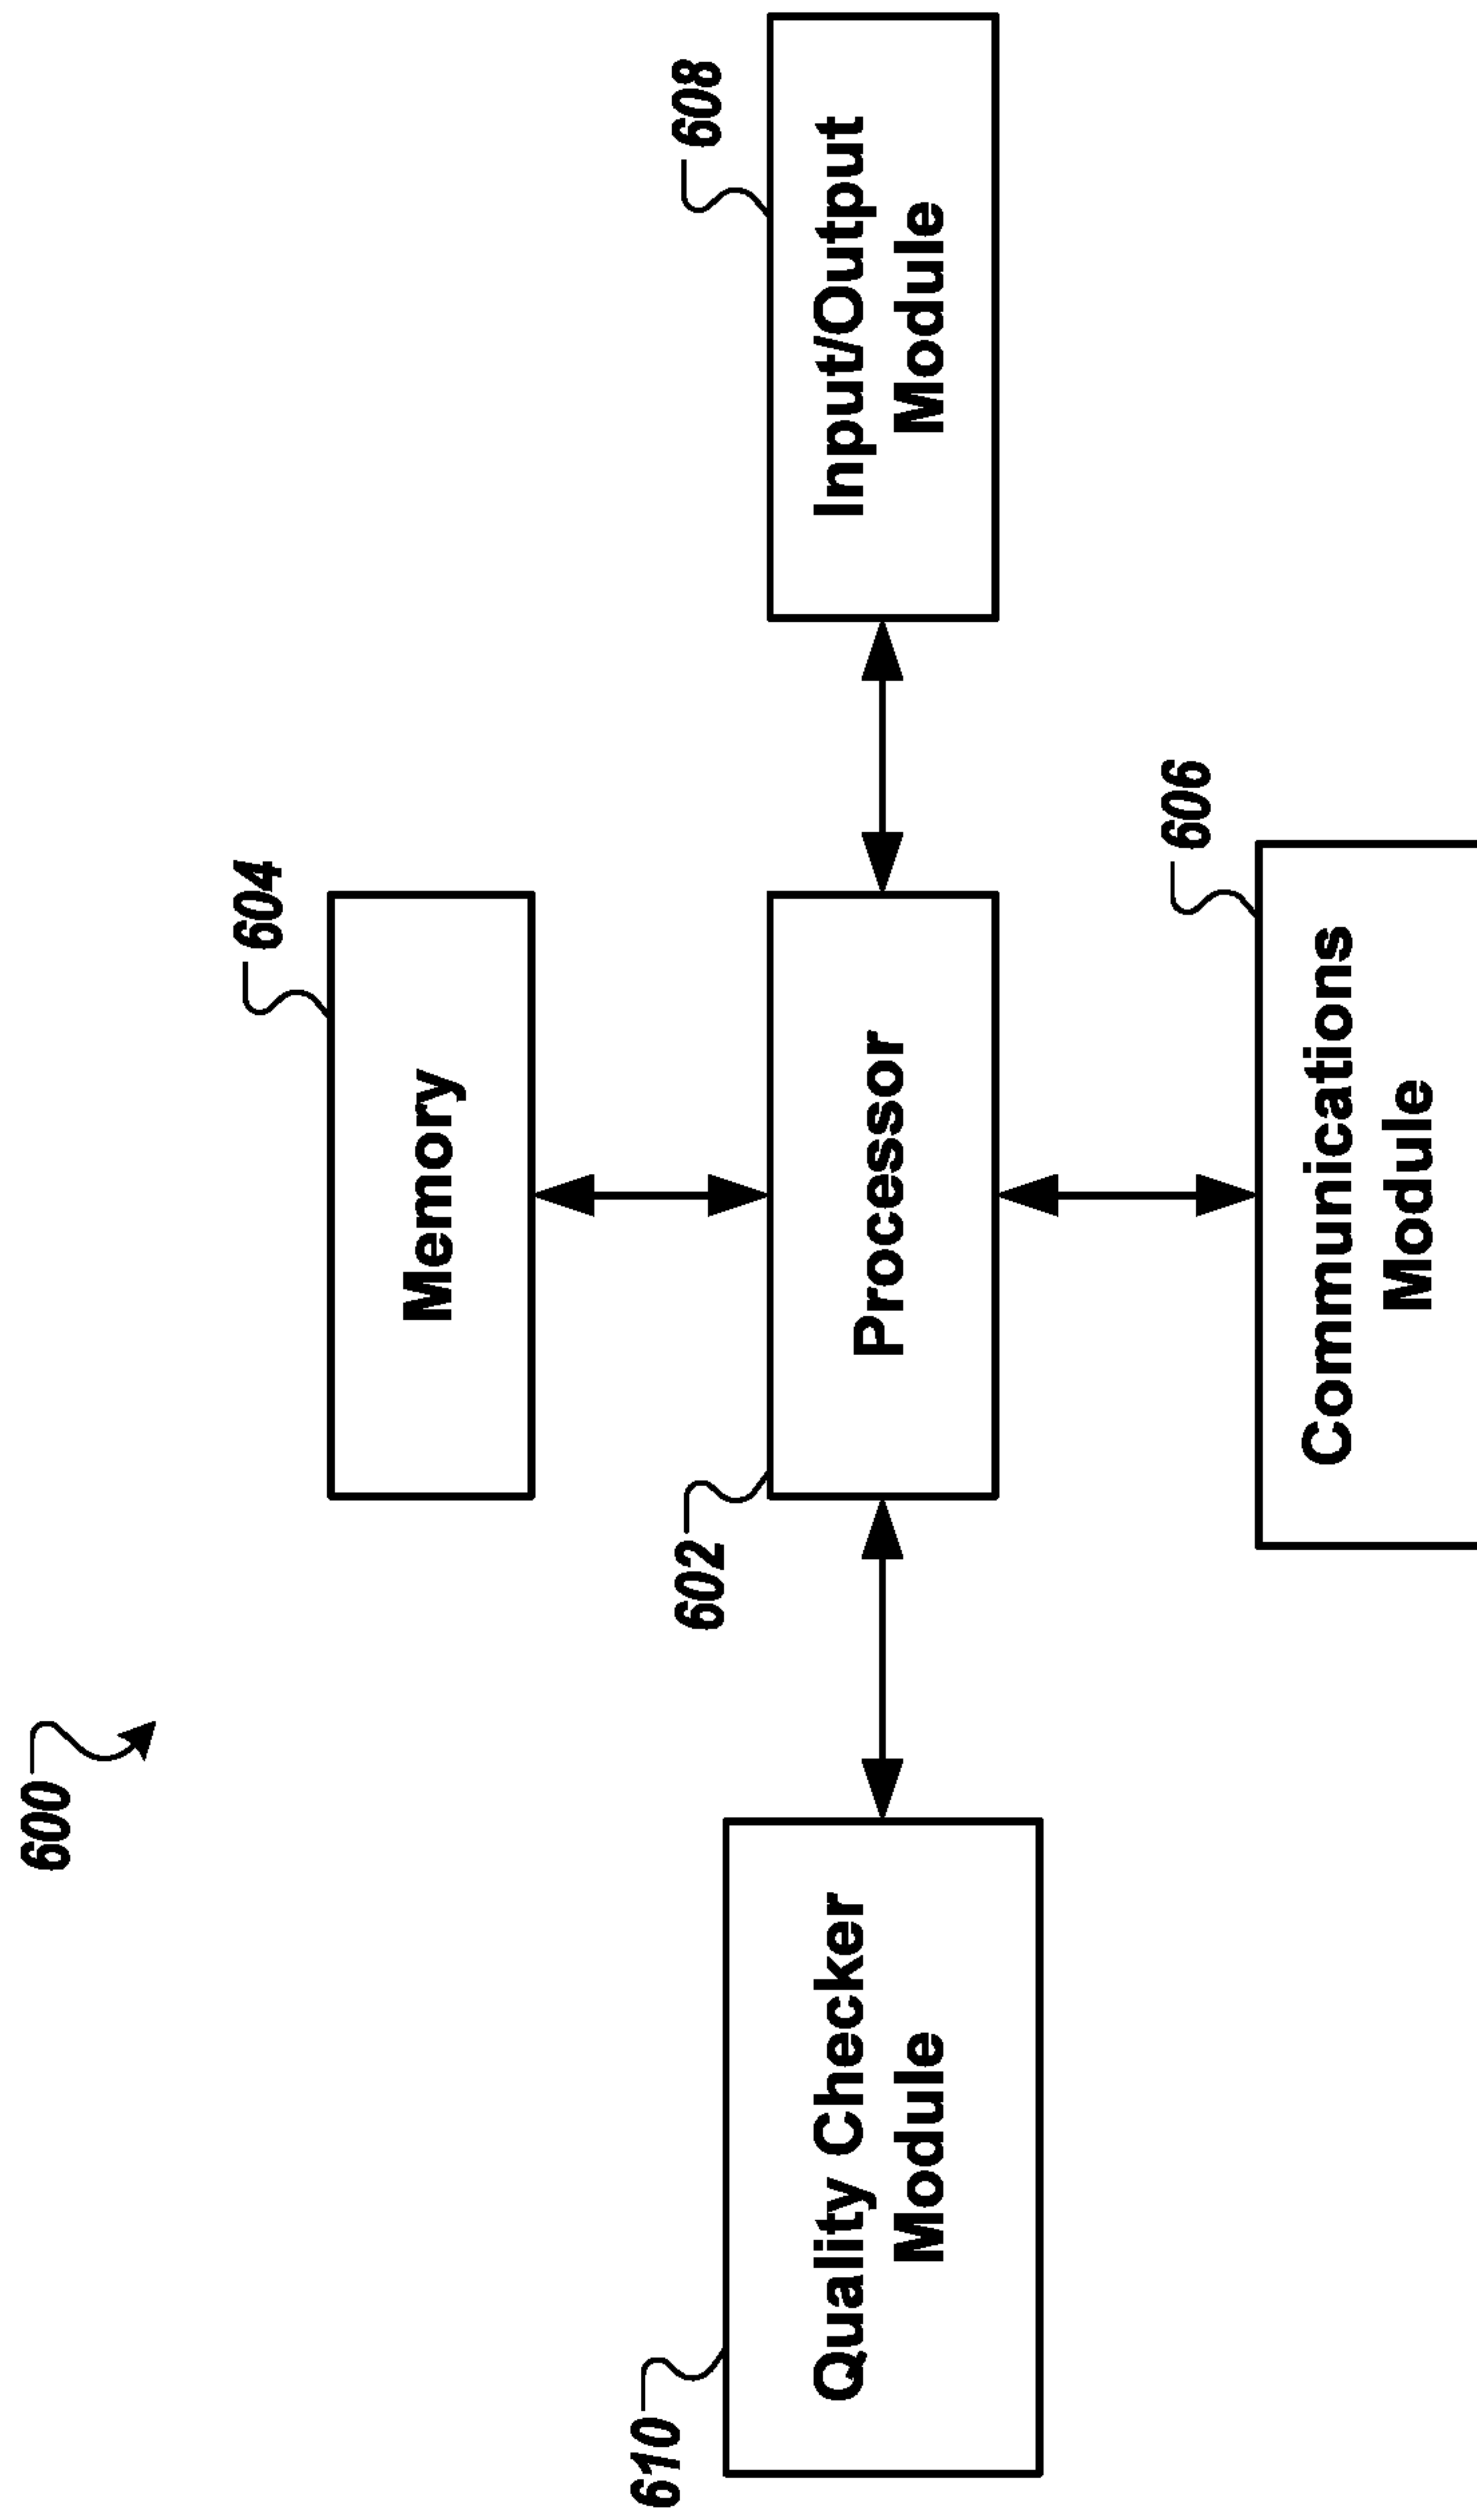 600
604
Memory
610
Quality Checker
Module
602
Processor
608
Input/Output
Module
606
Communications
Module